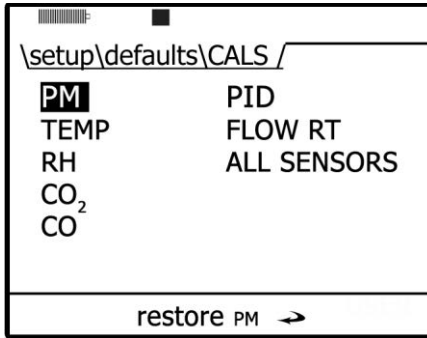 \setup\defaults\CALS /
PM
TEMP
RH
CO₂
CO
PID
FLOW RT
ALL SENSORS
restore PM